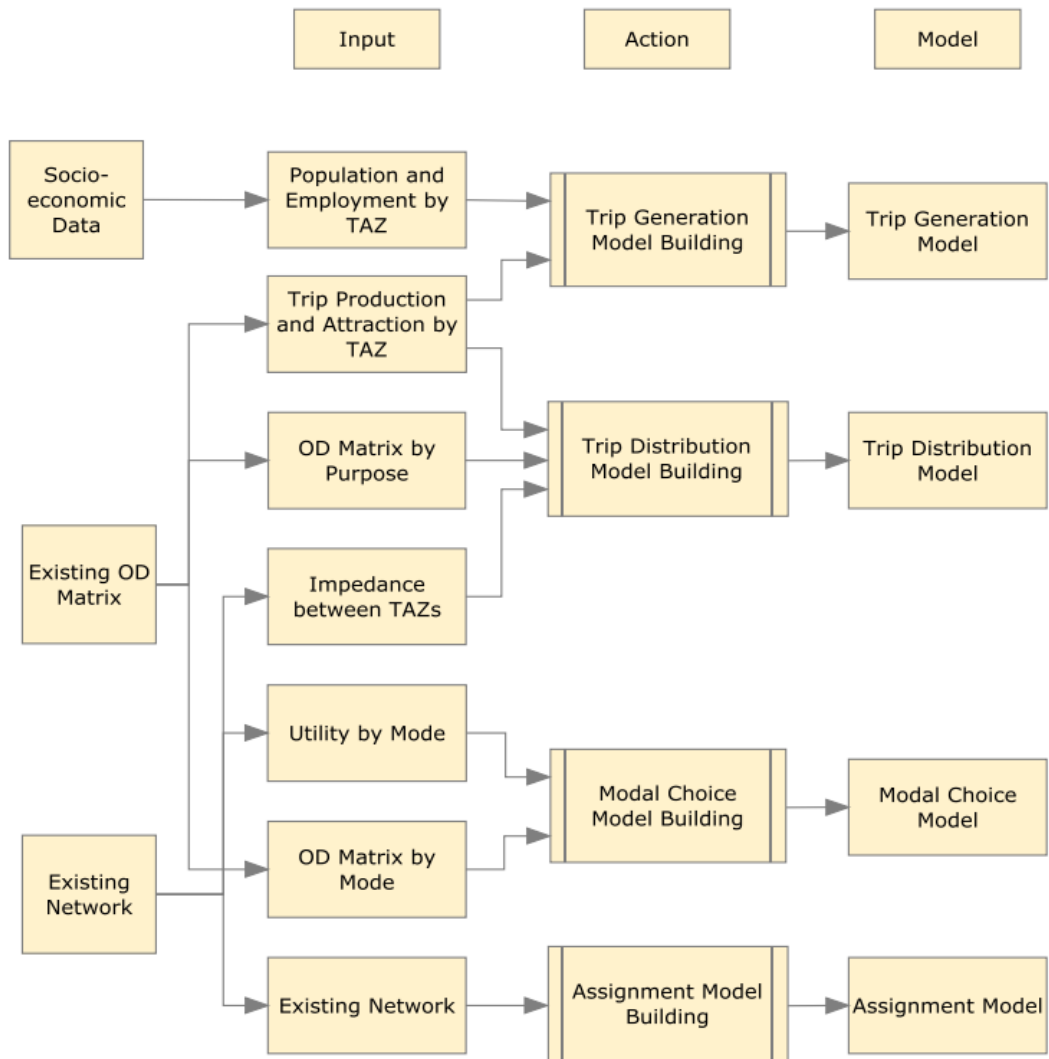 Input
Action
Model
Socio-
economic
Data
Population and
Employment by
TAZ
Trip Generation
Model Building
Trip Generation
Model
Trip Production
and Attraction by
TAZ
OD Matrix by
Purpose
Trip Distribution
Model Building
Trip Distribution
Model
Existing OD
Matrix
Impedance
between TAZs
Utility by Mode
Modal Choice
Model Building
Modal Choice
Model
OD Matrix by
Mode
Existing
Network
Existing Network
Assignment Model
Building
Assignment Model